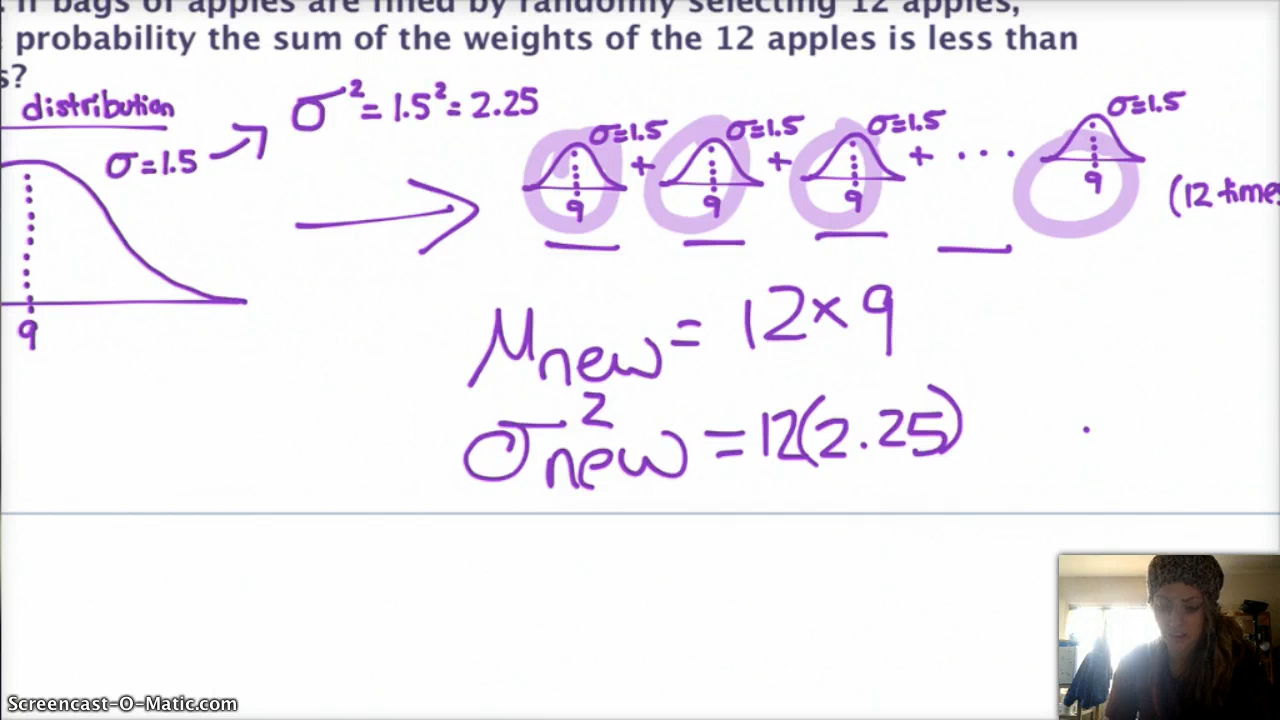 If bags of apples are filled by randomly selecting 12 apples,
probability the sum of the weights of the 12 apples is less than
s?
distribution
σ=1.5
σ²=1.5²=2.25
9
σ=1.5 σ=1.5 σ=1.5 σ=1.5
+ + + ...
9 9 9 9
(12 times
μnew = 12×9
σ²new = 12(2.25)
Screencast-O-Matic.com